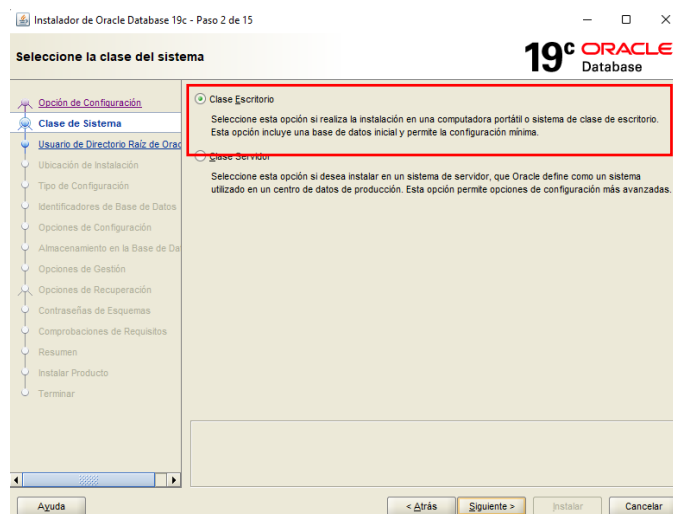 Instalador de Oracle Database 19c - Paso 2 de 15
Seleccione la clase del sistema
19c ORACLE
Database
Opción de Configuración
Clase de Sistema
Usuario de Directorio Raíz de Orac
Ubicación de Instalación
Tipo de Configuración
Identificadores de Base de Datos
Opciones de Configuración
Almacenamiento en la Base de Da
Opciones de Gestión
Opciones de Recuperación
Contraseñas de Esquemas
Comprobaciones de Requisitos
Resumen
Instalar Producto
Terminar
Clase Escritorio
Seleccione esta opción si realiza la instalación en una computadora portátil o sistema de clase de escritorio.
Esta opción incluye una base de datos inicial y permite la configuración mínima.
Clase Servidor
Seleccione esta opción si desea instalar en un sistema de servidor, que Oracle define como un sistema
utilizado en un centro de datos de producción. Esta opción permite opciones de configuración más avanzadas.
Ayuda
< Atrás
Siguiente >
Instalar
Cancelar